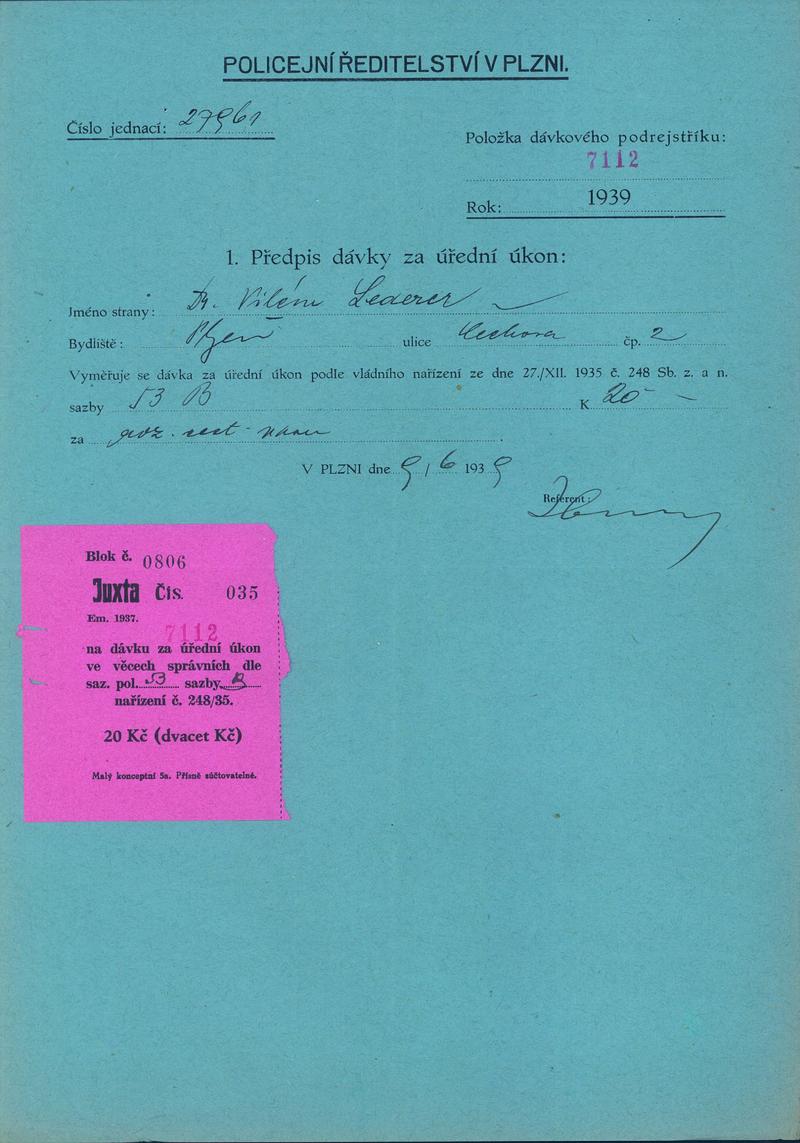 POLICEJNÍ ŘEDITELSTVÍ V PLZNI.
Číslo jednací: 27961
Položka dávkového podrejstříku:
7112
Rok: 1939
1. Předpis dávky za úřední úkon:
Jméno strany: Dr. Vilém Lederer
Bydliště: Plzeň ulice Čechova čp. 2
Vyměřuje se dávka za úřední úkon podle vládního nařízení ze dne 27./XII. 1935 č. 248 Sb. z. a n.
sazby 53 B K 20 —
za
V PLZNI dne 9/6 1939
Referent:
Blok č. 0806
Juxta Čís. 035
Em. 1937.
7112
na dávku za úřední úkon
ve věcech správních dle
saz. pol. 53 sazby B
nařízení č. 248/35.
20 Kč (dvacet Kč)
Malý konceptní 5a. Přísně súčtovatelné.